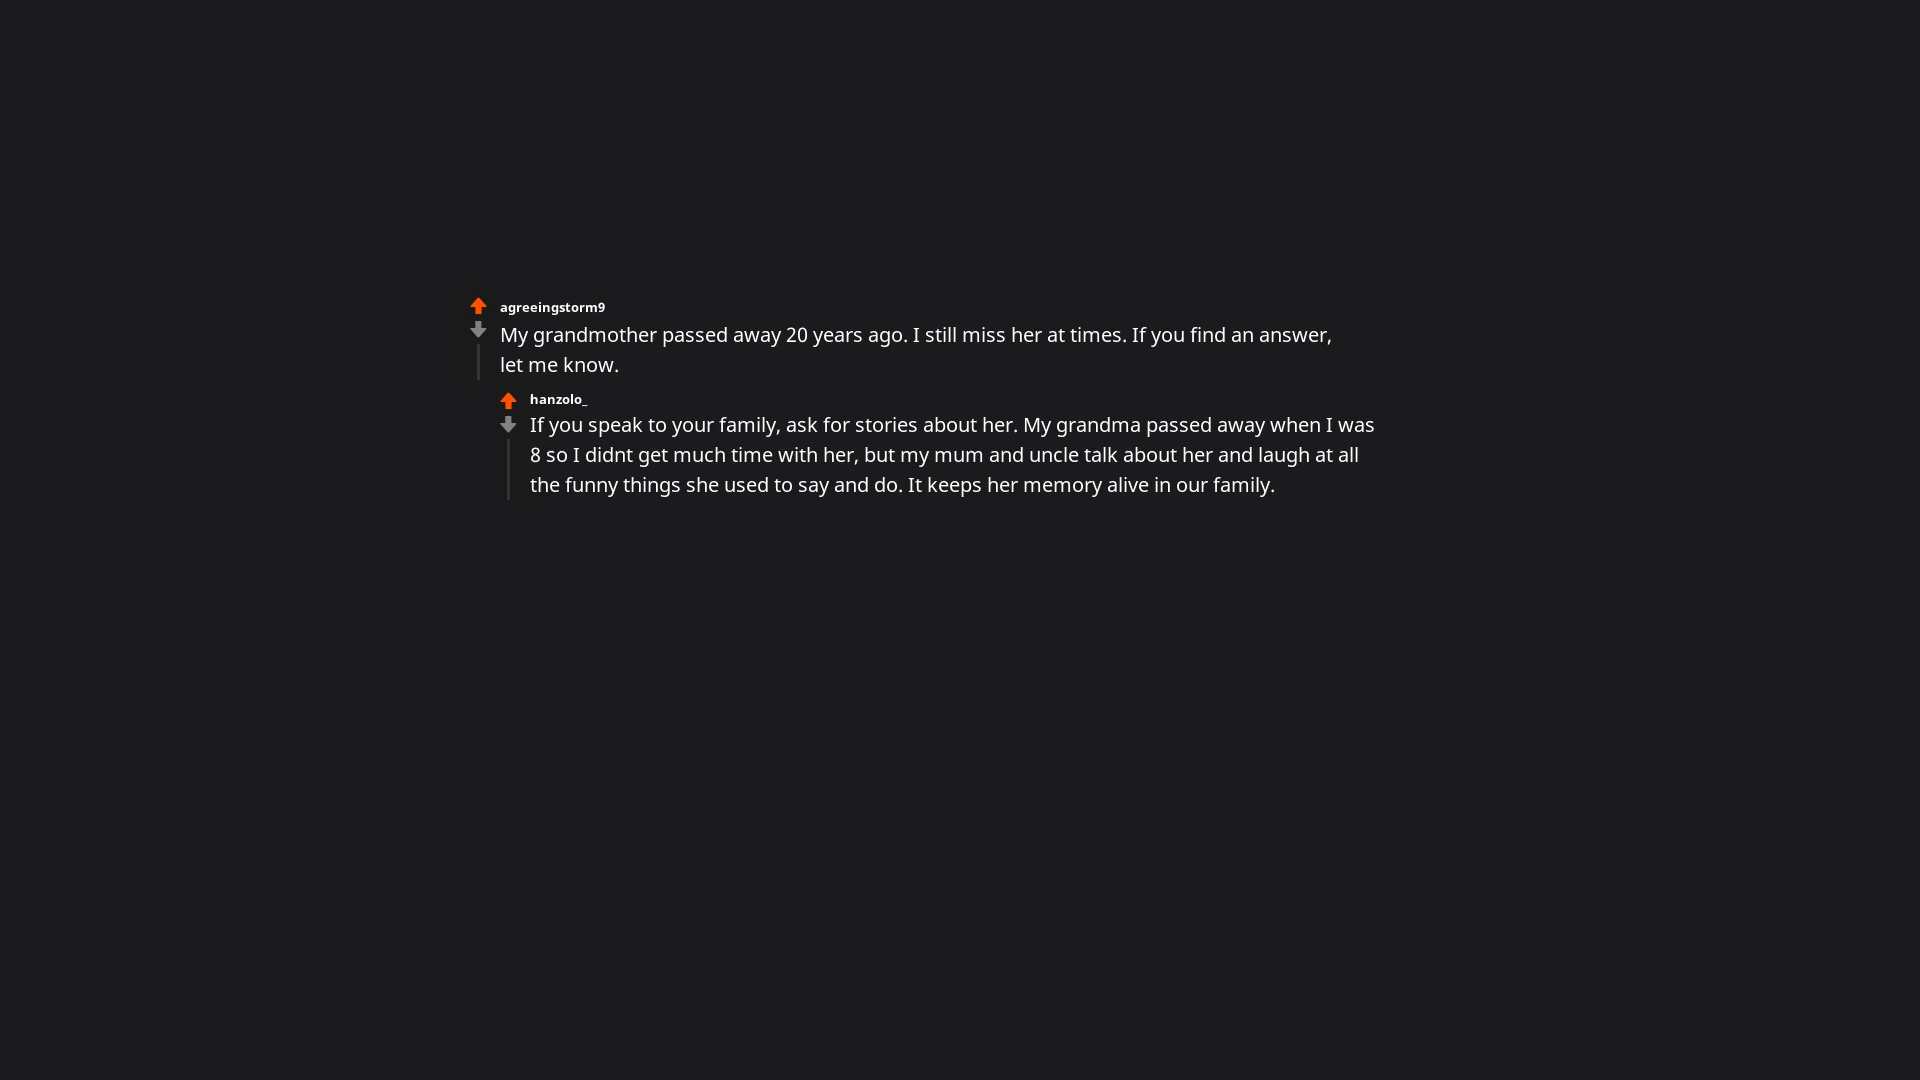 agreeingstorm9
My grandmother passed away 20 years ago. I still miss her at times. If you find an answer,
let me know.
hanzolo_
If you speak to your family, ask for stories about her. My grandma passed away when I was
8 so I didnt get much time with her, but my mum and uncle talk about her and laugh at all
the funny things she used to say and do. It keeps her memory alive in our family.